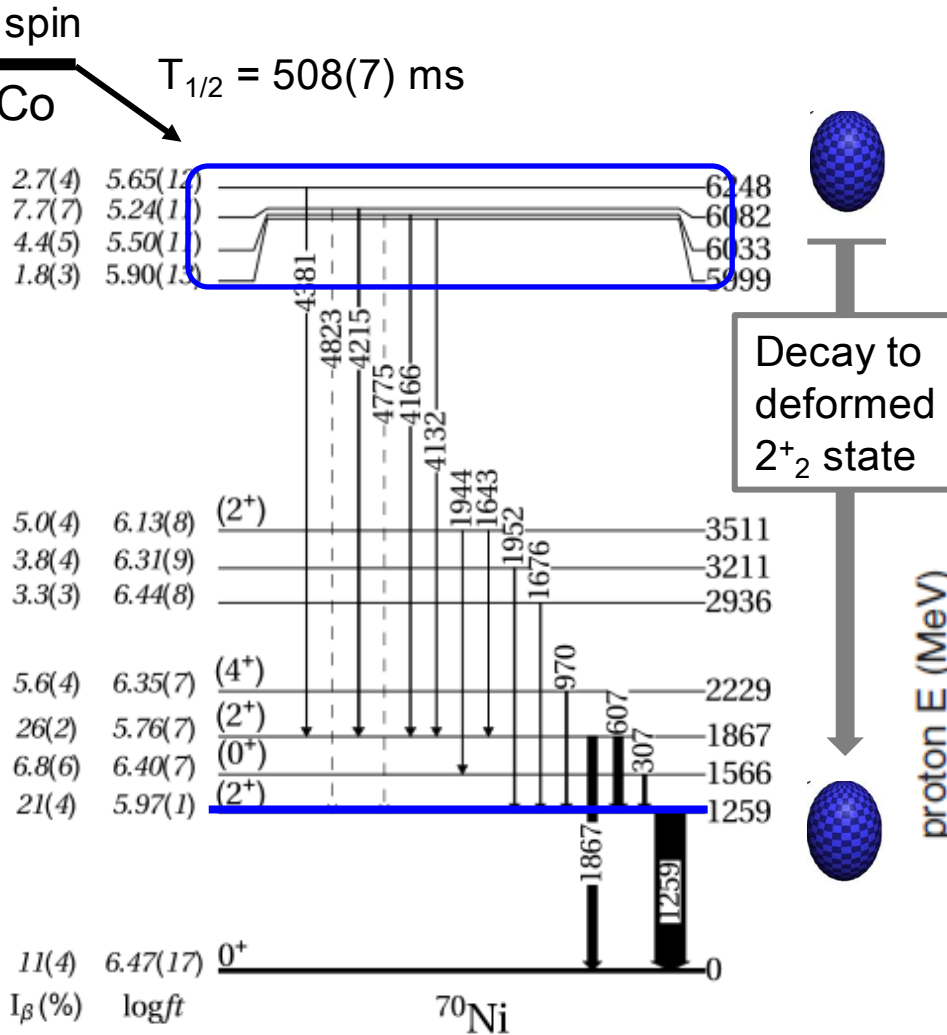 spin
Co
T1/2 = 508(7) ms
2.7(4) 5.65(12) 6248
7.7(7) 5.24(11) 6082
4.4(5) 5.50(11) 6033
1.8(3) 5.90(13) 5999
4381
4823
4215
4775
4166
4132
1944
1643
1952
1676
970
607
307
1867
1259
Decay to
deformed
2+2 state
5.0(4) 6.13(8) (2+) 3511
3.8(4) 6.31(9) 3211
3.3(3) 6.44(8) 2936
5.6(4) 6.35(7) (4+) 2229
26(2) 5.76(7) (2+) 1867
6.8(6) 6.40(7) (0+) 1566
21(4) 5.97(1) (2+) 1259
11(4) 6.47(17) 0+ 0
Iβ(%) logft 70Ni
proton E (MeV)